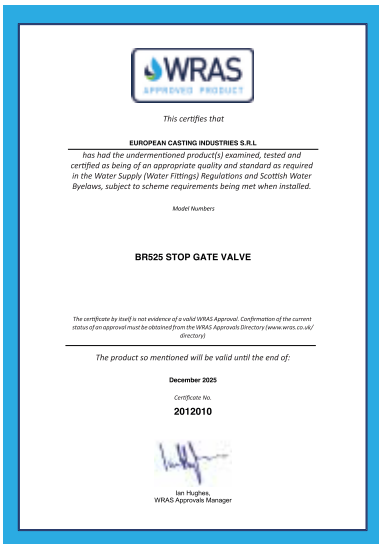 WRAS
APPROVED PRODUCT
This certifies that
EUROPEAN CASTING INDUSTRIES S.R.L
has had the undermentioned product(s) examined, tested and
certified as being of an appropriate quality and standard as required
in the Water Supply (Water Fittings) Regulations and Scottish Water
Byelaws, subject to scheme requirements being met when installed.
Model Numbers
BR525 STOP GATE VALVE
The certificate by itself is not evidence of a valid WRAS Approval. Confirmation of the current
status of an approval must be obtained from the WRAS Approvals Directory (www.wras.co.uk/
directory)
The product so mentioned will be valid until the end of:
December 2025
Certificate No.
2012010
Ian Hughes,
WRAS Approvals Manager